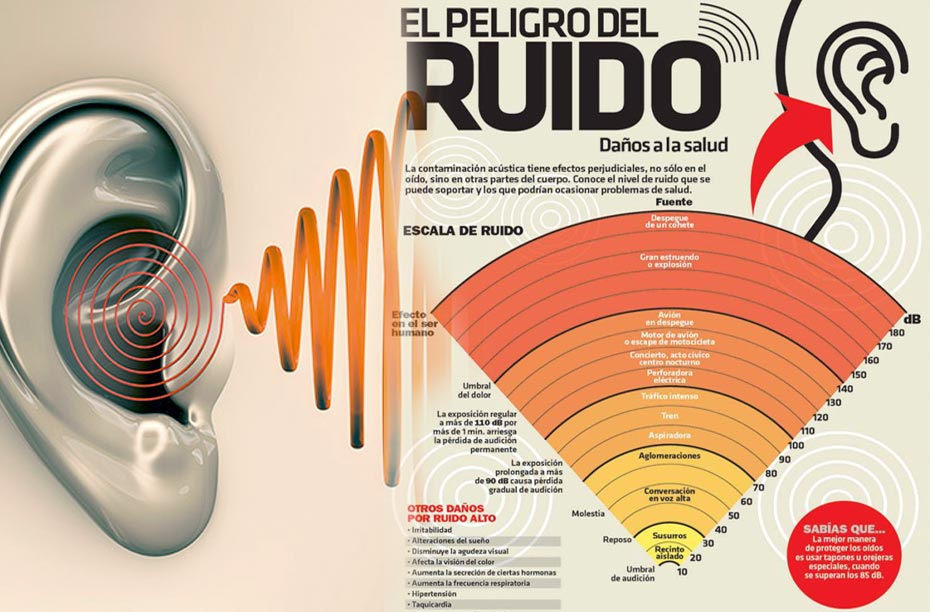 EL PELIGRO DEL
RUIDO
Daños a la salud
La contaminación acústica tiene efectos perjudiciales, no sólo en el
oído, sino en otras partes del cuerpo. Conoce el nivel de ruido que se
puede soportar y los que podrían ocasionar problemas de salud.
Fuente
ESCALA DE RUIDO
Despegue
de un cohete
Gran estruendo
o explosión
Efecto
en el ser
humano
dB
Avión
en despegue
Motor de avión
o escape de motocicleta
Concierto, acto cívico
centro nocturno
Perforadora
eléctrica
Tráfico intenso
Tren
Aspiradora
Aglomeraciones
Conversación
en voz alta
Susurros
Recinto
aislado
180
170
160
150
140
130
120
110
100
90
80
70
60
50
40
30
20
10
Umbral
del dolor
La exposición regular
a más de 110 dB por
más de 1 min. arriesga
la pérdida de audición
permanente
La exposición
prolongada a más
de 90 dB causa pérdida
gradual de audición
Molestia
Reposo
Umbral
de audición
OTROS DAÑOS
POR RUIDO ALTO
• Irritabilidad
• Alteraciones del sueño
• Disminuye la agudeza visual
• Afecta la visión del color
• Aumenta la secreción de ciertas hormonas
• Aumenta la frecuencia respiratoria
• Hipertensión
• Taquicardia
SABÍAS QUE...
La mejor manera
de proteger los oídos
es usar tapones u orejeras
especiales, cuando
se superan los 85 dB.